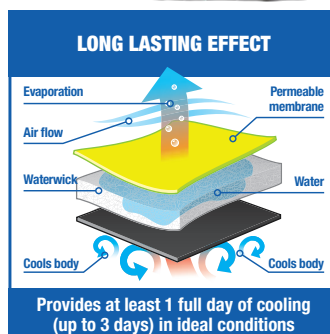 LONG LASTING EFFECT
Evaporation
Permeable
membrane
Air flow
Waterwick
Water
Cools body
Cools body
Provides at least 1 full day of cooling
(up to 3 days) in ideal conditions